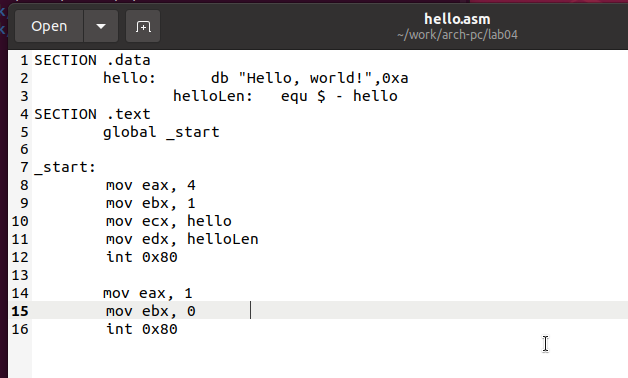 Open
hello.asm
~/work/arch-pc/lab04
1 SECTION .data
2 hello: db "Hello, world!",0xa
3 helloLen: equ $ - hello
4 SECTION .text
5 global _start
6
7 _start:
8 mov eax, 4
9 mov ebx, 1
10 mov ecx, hello
11 mov edx, helloLen
12 int 0x80
13
14 mov eax, 1
15 mov ebx, 0
16 int 0x80